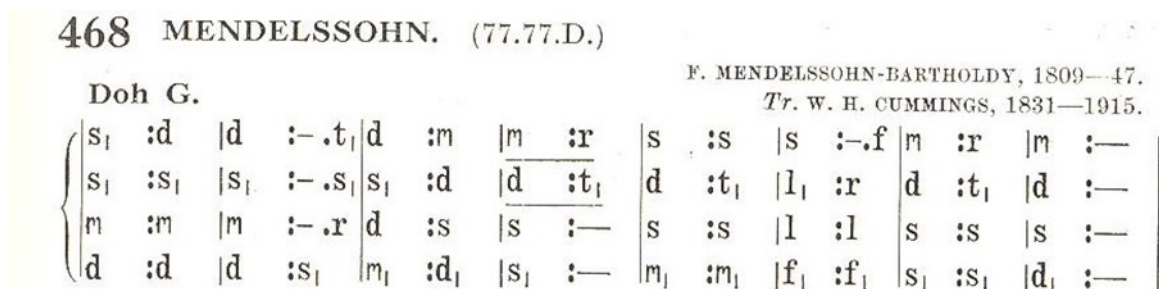 468 MENDELSSOHN. (77.77.D.)
F. MENDELSSOHN-BARTHOLDY, 1809—47.
Doh G.
Tr. W. H. CUMMINGS, 1831—1915.
|s₁ :d |d :– .t₁|d :m |m :r |s :s |s :–.f |m :r |m :—
|s₁ :s₁ |s₁ :– .s₁|s₁ :d |d :t₁ |d :t₁ |l₁ :r |d :t₁ |d :—
|m :m |m :– .r |d :s |s :— |s :s |l :l |s :s |s :—
|d :d |d :s₁ |m₁ :d₁ |s₁ :— |m₁ :m₁ |f₁ :f₁ |s₁ :s₁ |d₁ :—